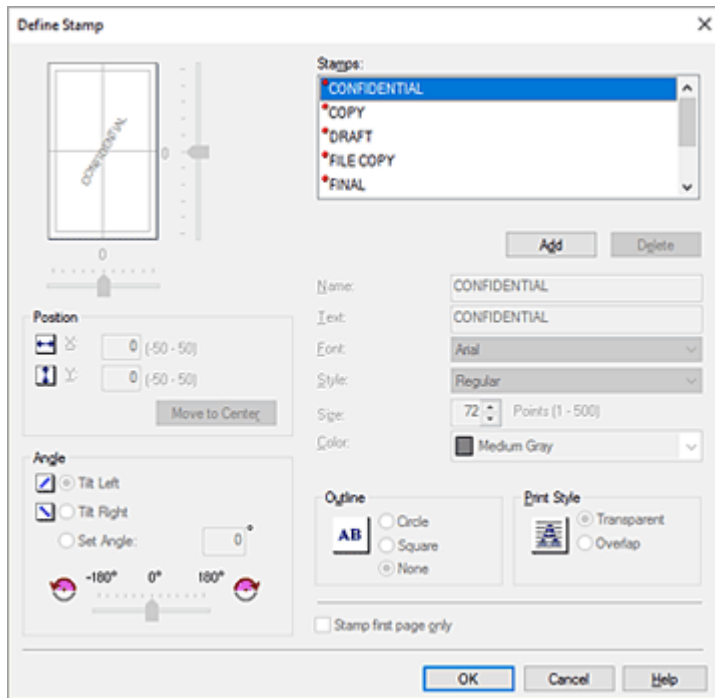 Define Stamp
CONFIDENTIAL
0
0
Position
X: 0 (-50 - 50)
Y: 0 (-50 - 50)
Move to Center
Angle
Tilt Left
Tilt Right
Set Angle: 0 °
-180° 0° 180°
Stamps:
*CONFIDENTIAL
*COPY
*DRAFT
*FILE COPY
*FINAL
Add Delete
Name: CONFIDENTIAL
Text: CONFIDENTIAL
Font: Arial
Style: Regular
Size: 72 Points (1 - 500)
Color: Medium Gray
Outline
AB
Circle
Square
None
Print Style
Transparent
Overlap
Stamp first page only
OK Cancel Help